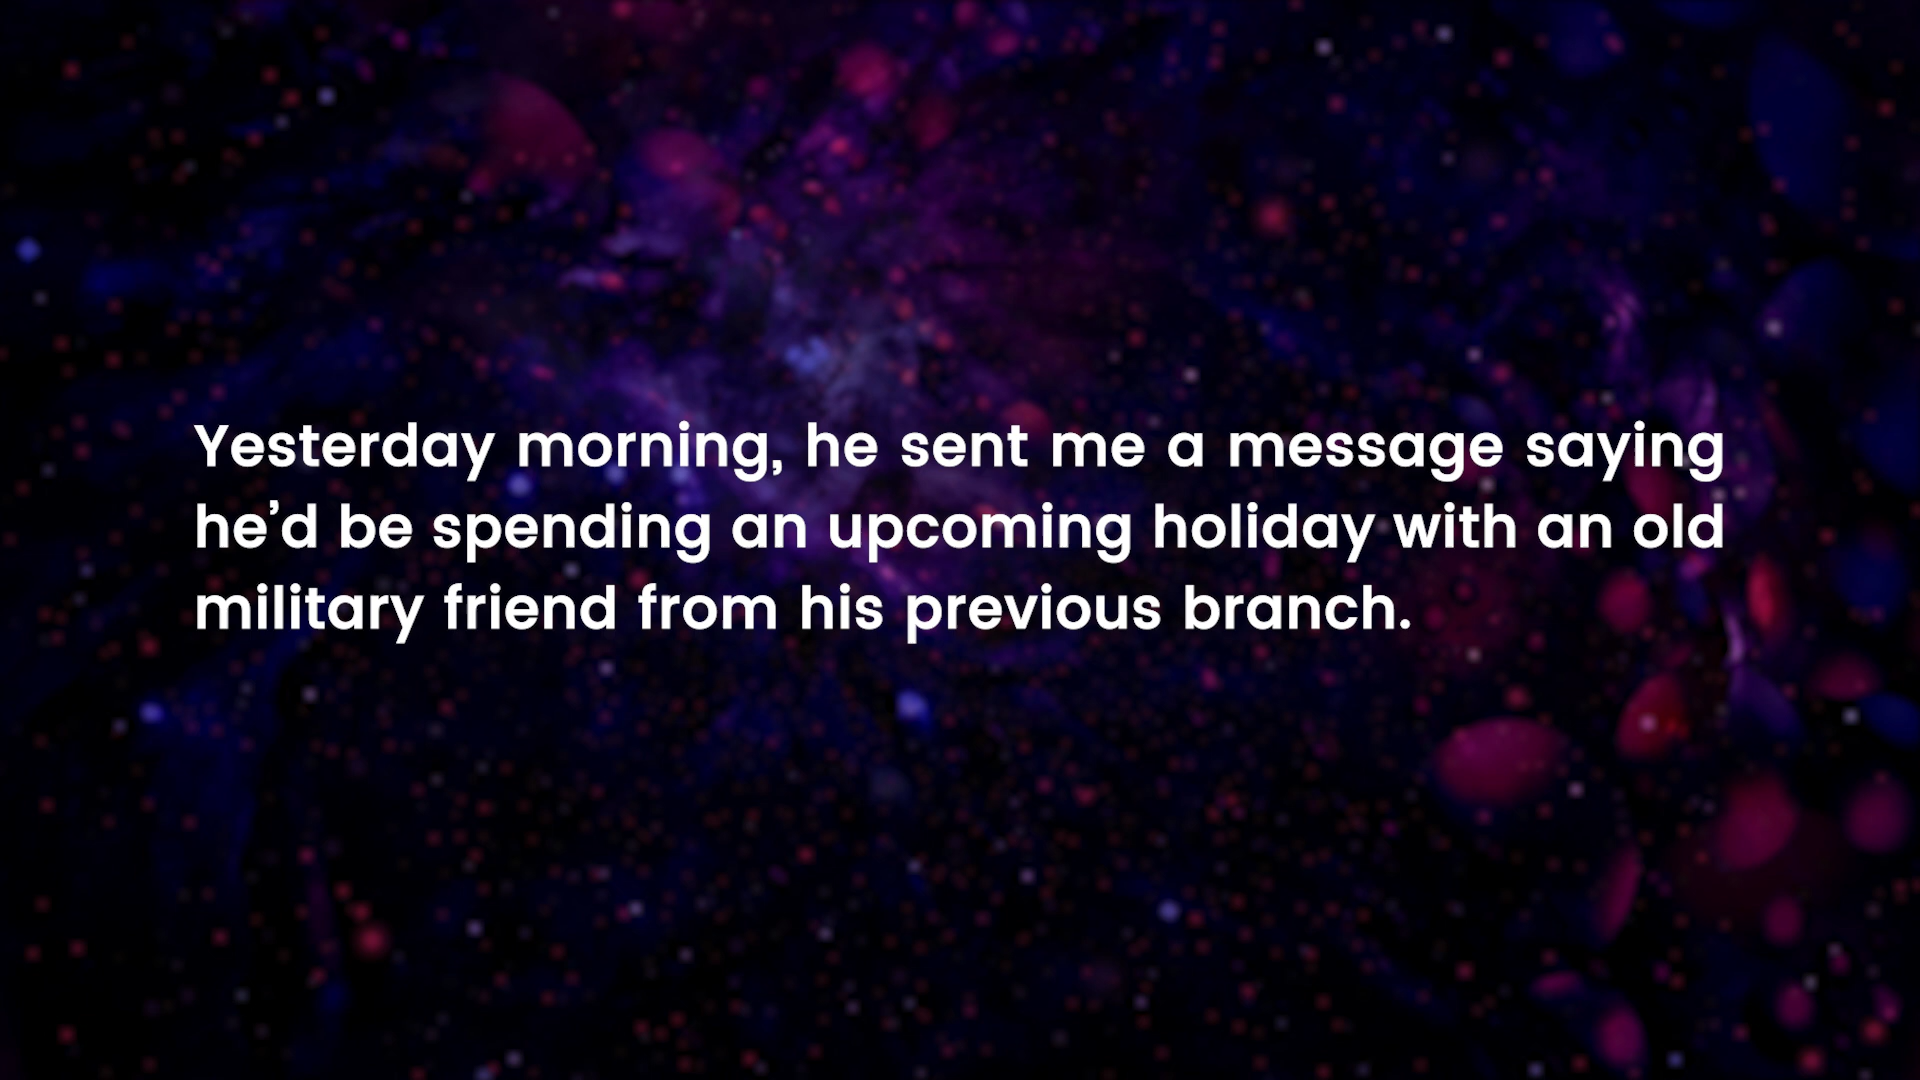 Yesterday morning, he sent me a message saying
he’d be spending an upcoming holiday with an old
military friend from his previous branch.